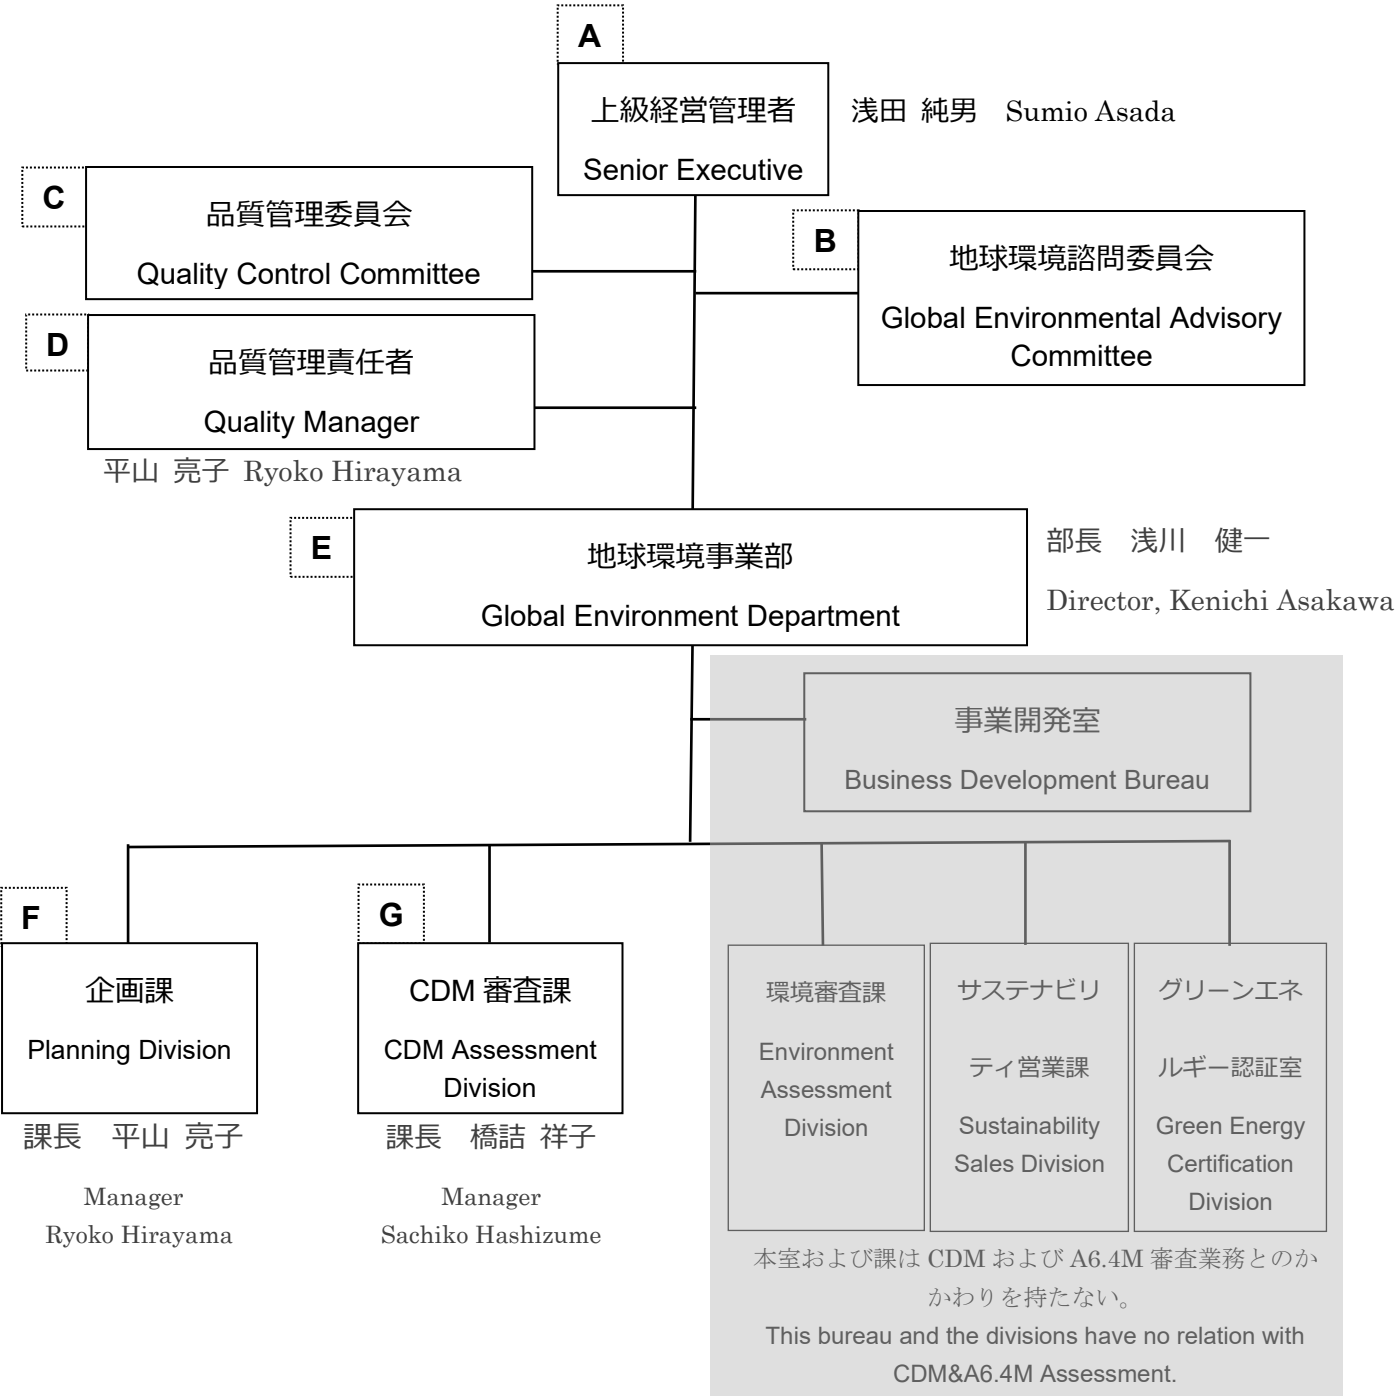 A
上級経営管理者
Senior Executive
浅田 純男　Sumio Asada
C
品質管理委員会
Quality Control Committee
B
地球環境諮問委員会
Global Environmental Advisory
Committee
D
品質管理責任者
Quality Manager
平山 亮子 Ryoko Hirayama
E
地球環境事業部
Global Environment Department
部長　浅川　健一
Director, Kenichi Asakawa
事業開発室
Business Development Bureau
F
企画課
Planning Division
課長　平山 亮子
Manager
Ryoko Hirayama
G
CDM 審査課
CDM Assessment
Division
課長　橋詰 祥子
Manager
Sachiko Hashizume
環境審査課
Environment
Assessment
Division
サステナビリ
ティ営業課
Sustainability
Sales Division
グリーンエネ
ルギー認証室
Green Energy
Certification
Division
本室および課は CDM および A6.4M 審査業務とのか
かわりを持たない。
This bureau and the divisions have no relation with
CDM&A6.4M Assessment.